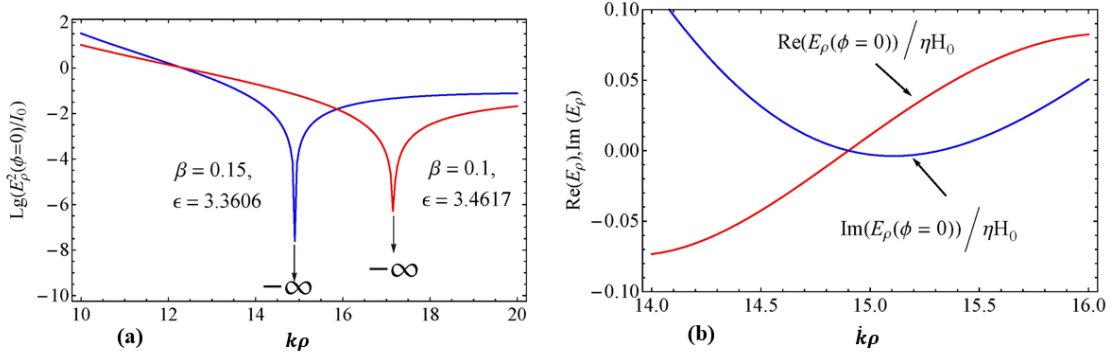 2
0
−2
−4
−6
−8
−10
Lg(E²ρ(ϕ=0)/I₀)
β = 0.15,
ϵ = 3.3606
β = 0.1,
ϵ = 3.4617
−∞
−∞
10
12
14
16
18
20
(a)
kρ
0.10
0.05
0.00
−0.05
−0.10
Re(Eρ).Im (Eρ)
Re(Eρ(ϕ = 0)) / ηH₀
Im(Eρ(ϕ = 0)) / ηH₀
14.0
14.5
15.0
15.5
16.0
(b)
k̇ρ